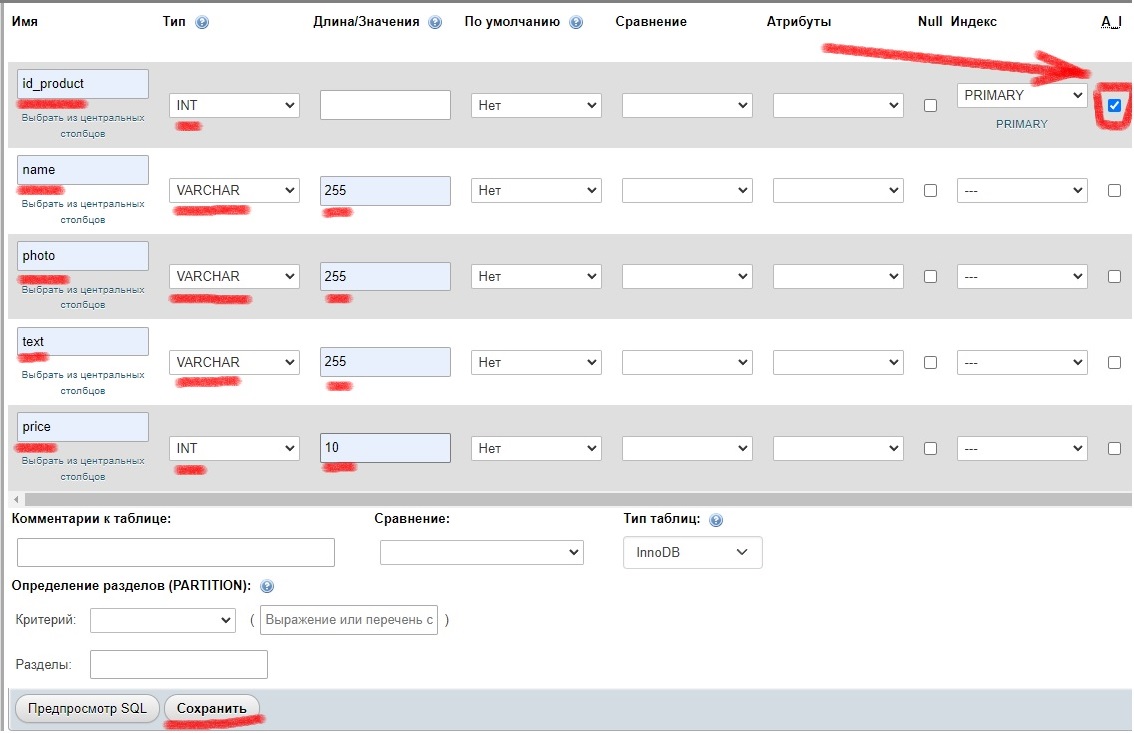 Имя Тип Длина/Значения По умолчанию Сравнение Атрибуты Null Индекс A_I
id_product INT Нет PRIMARY
Выбрать из центральных столбцов PRIMARY
name VARCHAR 255 Нет ---
Выбрать из центральных столбцов
photo VARCHAR 255 Нет ---
Выбрать из центральных столбцов
text VARCHAR 255 Нет ---
Выбрать из центральных столбцов
price INT 10 Нет ---
Выбрать из центральных столбцов
Комментарии к таблице: Сравнение: Тип таблиц:
InnoDB
Определение разделов (PARTITION):
Критерий: ( Выражение или перечень с )
Разделы:
Предпросмотр SQL Сохранить